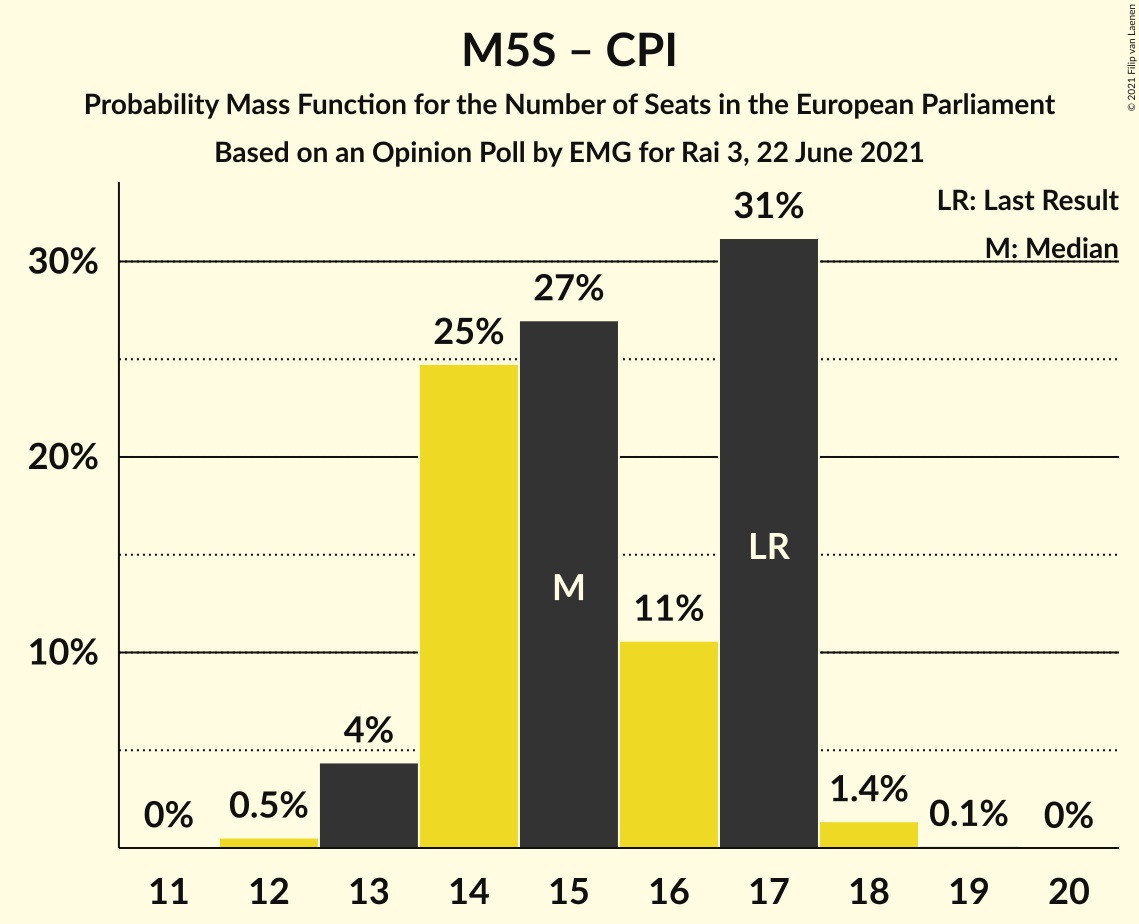 M5S – CPI
Probability Mass Function for the Number of Seats in the European Parliament
Based on an Opinion Poll by EMG for Rai 3, 22 June 2021
© 2021 Filip van Laenen
LR: Last Result
M: Median
30%
20%
10%
0%
0.5%
4%
25%
27%
11%
31%
1.4%
0.1%
0%
M
LR
11 12 13 14 15 16 17 18 19 20